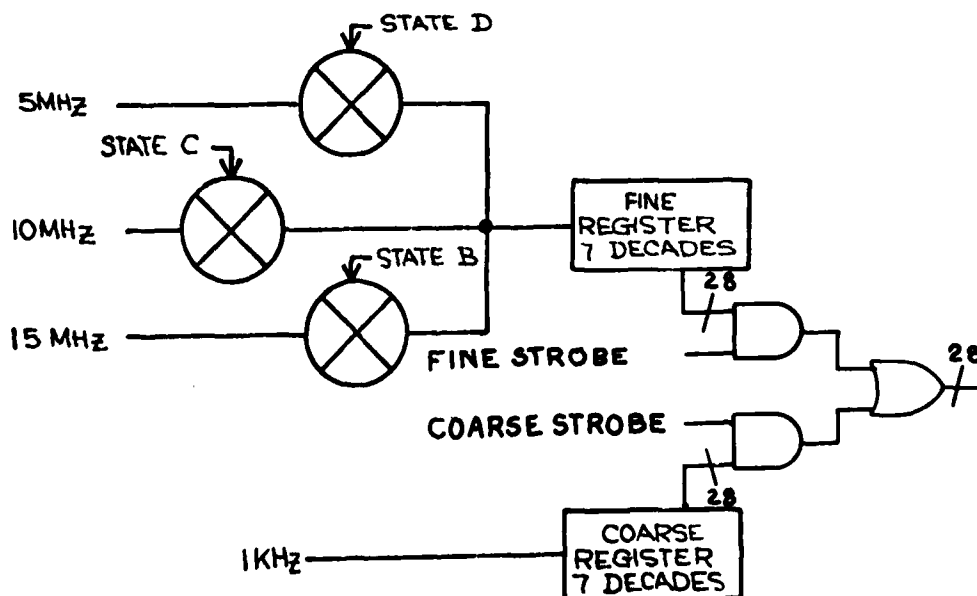 STATE D
5MHz
STATE C
10MHz
FINE
REGISTER
7 DECADES
STATE B
28
15 MHz
FINE STROBE
28
COARSE STROBE
28
COARSE
REGISTER
7 DECADES
1KHz